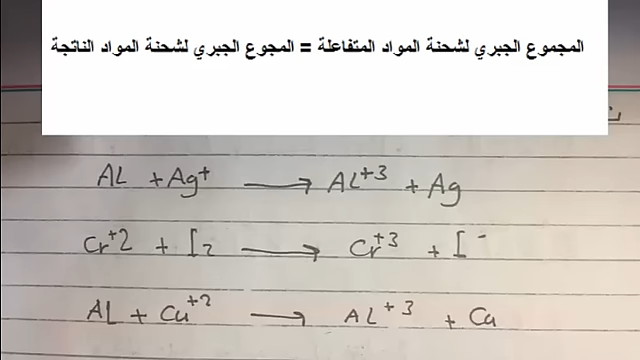 المجموع الجبري لشحنة المواد المتفاعلة = المجوع الجبري لشحنة المواد الناتجة
AL + Ag⁺ ⟶ AL⁺³ + Ag
Cr⁺² + I₂ ⟶ Cr⁺³ + I⁻
AL + Cu⁺² ⟶ AL⁺³ + Cu